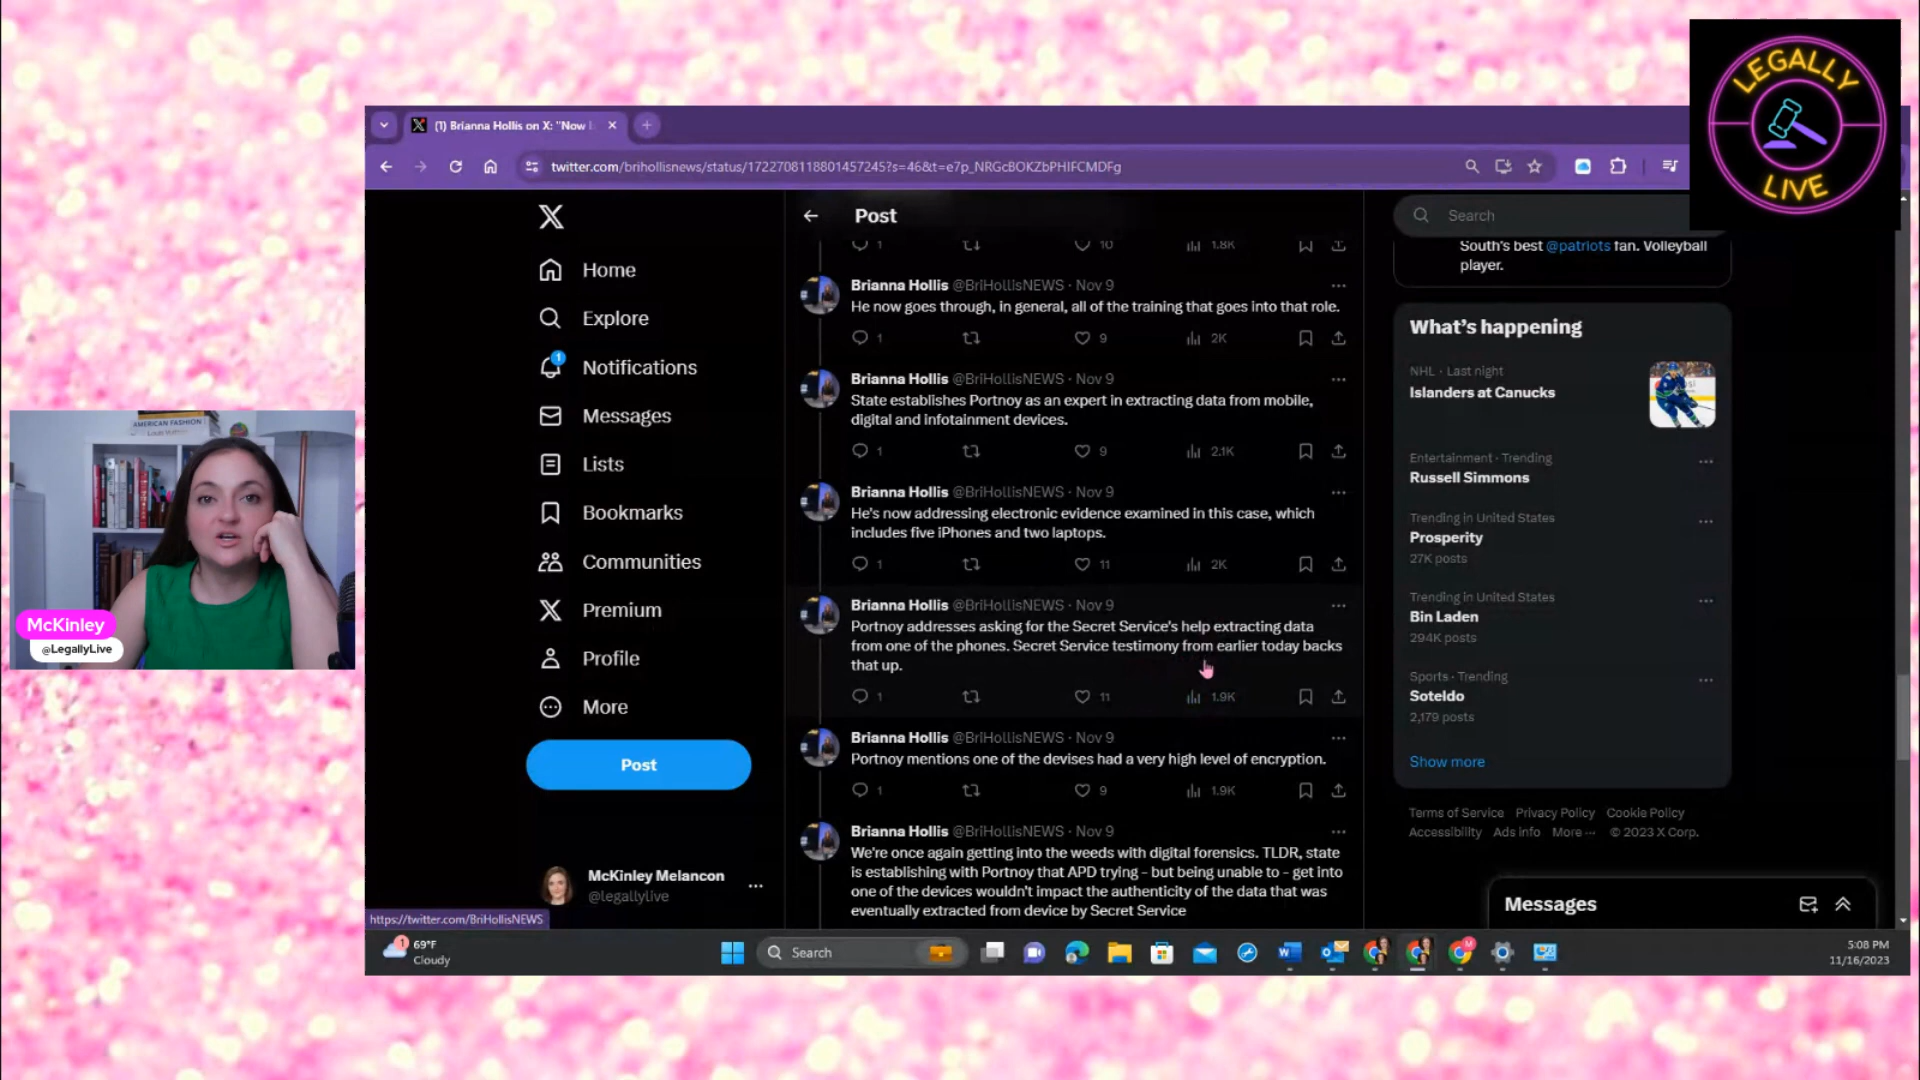 LEGALLY
LIVE
(1) Brianna Hollis on X: "Now
twitter.com/brihollisnews/status/1722708118801457245?s=46&t=e7p_NRGcBOKZbPHIFCMDFg
Home
Explore
1
Notifications
Messages
Lists
Bookmarks
Communities
Premium
Profile
More
Post
McKinley Melancon
@legallylive
https://twitter.com/BriHollisNEWS
Post
1 10 1.8K
Brianna Hollis @BriHollisNEWS · Nov 9
He now goes through, in general, all of the training that goes into that role.
1 9 2K
Brianna Hollis @BriHollisNEWS · Nov 9
State establishes Portnoy as an expert in extracting data from mobile,
digital and infotainment devices.
1 9 2.1K
Brianna Hollis @BriHollisNEWS · Nov 9
He's now addressing electronic evidence examined in this case, which
includes five iPhones and two laptops.
1 11 2K
Brianna Hollis @BriHollisNEWS · Nov 9
Portnoy addresses asking for the Secret Service's help extracting data
from one of the phones. Secret Service testimony from earlier today backs
that up.
1 11 1.9K
Brianna Hollis @BriHollisNEWS · Nov 9
Portnoy mentions one of the devises had a very high level of encryption.
1 9 1.9K
Brianna Hollis @BriHollisNEWS · Nov 9
We're once again getting into the weeds with digital forensics. TLDR, state
is establishing with Portnoy that APD trying - but being unable to - get into
one of the devices wouldn't impact the authenticity of the data that was
eventually extracted from device by Secret Service
Search
South's best @patriots fan. Volleyball
player.
What's happening
NHL · Last night
Islanders at Canucks
Entertainment · Trending
Russell Simmons
Trending in United States
Prosperity
27K posts
Trending in United States
Bin Laden
294K posts
Sports · Trending
Soteldo
2,179 posts
Show more
Terms of Service Privacy Policy Cookie Policy
Accessibility Ads info More ··· © 2023 X Corp.
Messages
AMERICAN FASHION
McKinley
@LegallyLive
1
69°F
Cloudy
Search
5:08 PM
11/16/2023